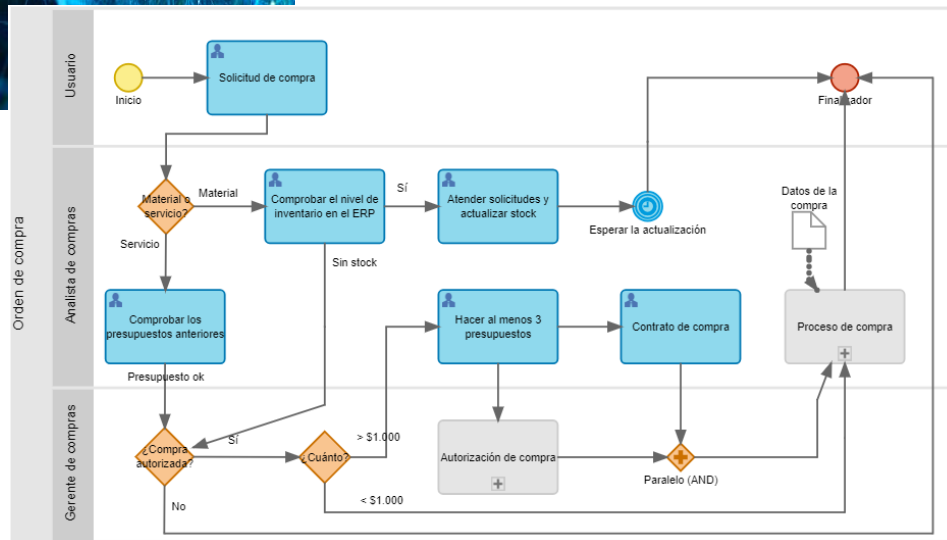 Orden de compra
Usuario
Inicio
Solicitud de compra
Finalizador
Analista de compras
Material o
servicio?
Material
Servicio
Comprobar el nivel de
inventario en el ERP
Sí
Sin stock
Atender solicitudes y
actualizar stock
Esperar la actualización
Datos de la
compra
Comprobar los
presupuestos anteriores
Presupuesto ok
Hacer al menos 3
presupuestos
Contrato de compra
Proceso de compra
Gerente de compras
¿Compra
autorizada?
Sí
No
¿Cuánto?
> $1.000
< $1.000
Autorización de compra
Paralelo (AND)